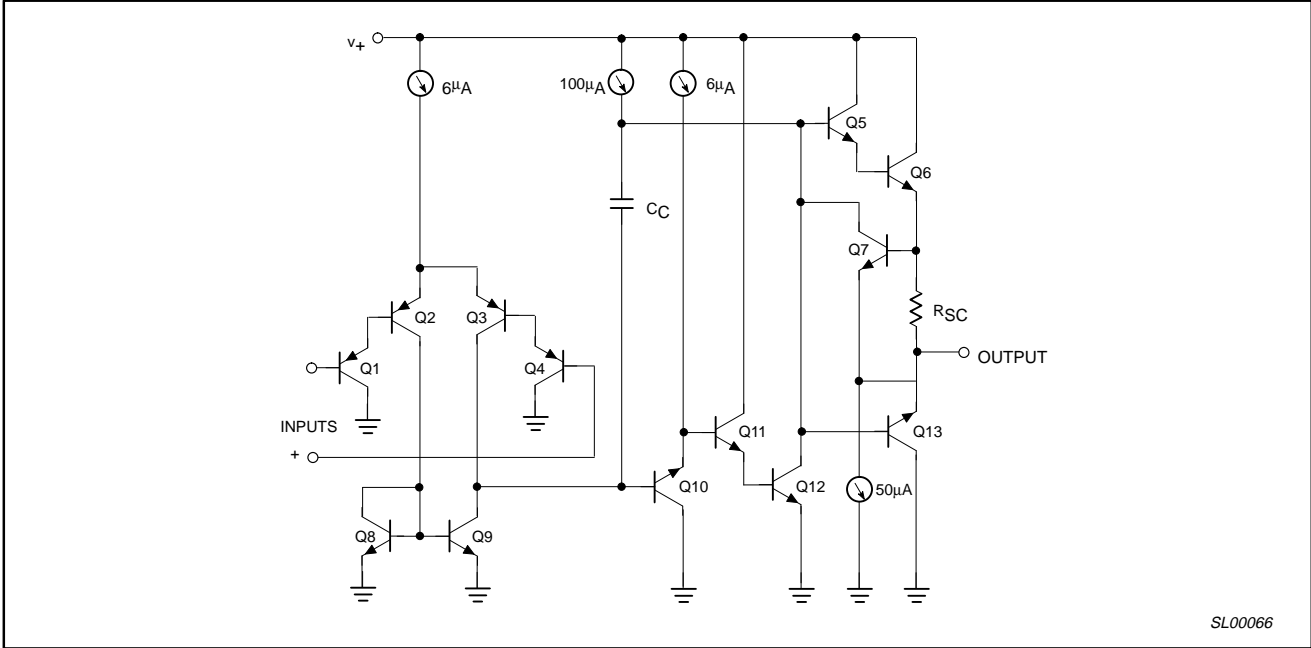 V+
6µA
100µA
6µA
Q5
Q6
CC
Q7
RSC
Q2
Q3
OUTPUT
Q1
Q4
INPUTS
Q11
Q13
+
Q10
Q12
50µA
Q8
Q9
SL00066